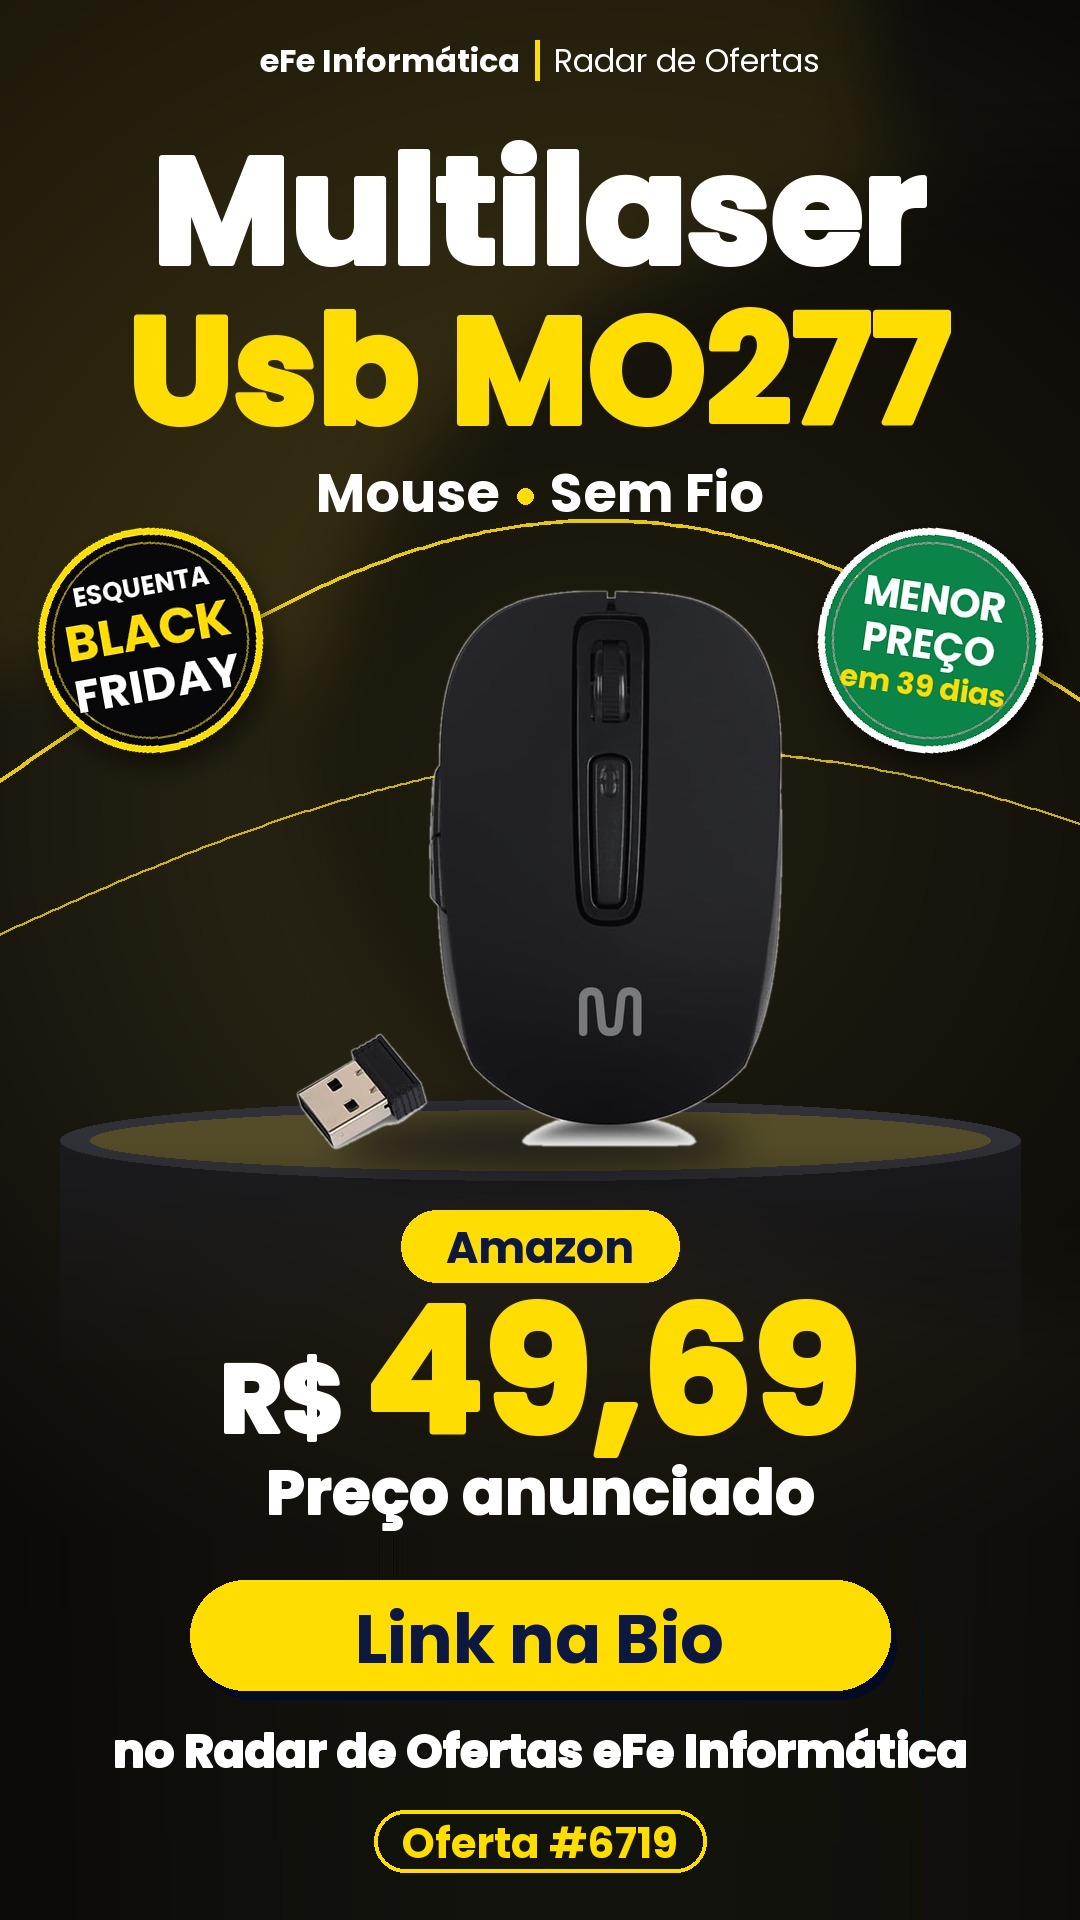 eFe Informática | Radar de Ofertas
Multilaser
Usb MO277
Mouse • Sem Fio
ESQUENTA
BLACK
FRIDAY
MENOR
PREÇO
em 39 dias
Amazon
R$ 49,69
Preço anunciado
Link na Bio
no Radar de Ofertas eFe Informática
Oferta #6719